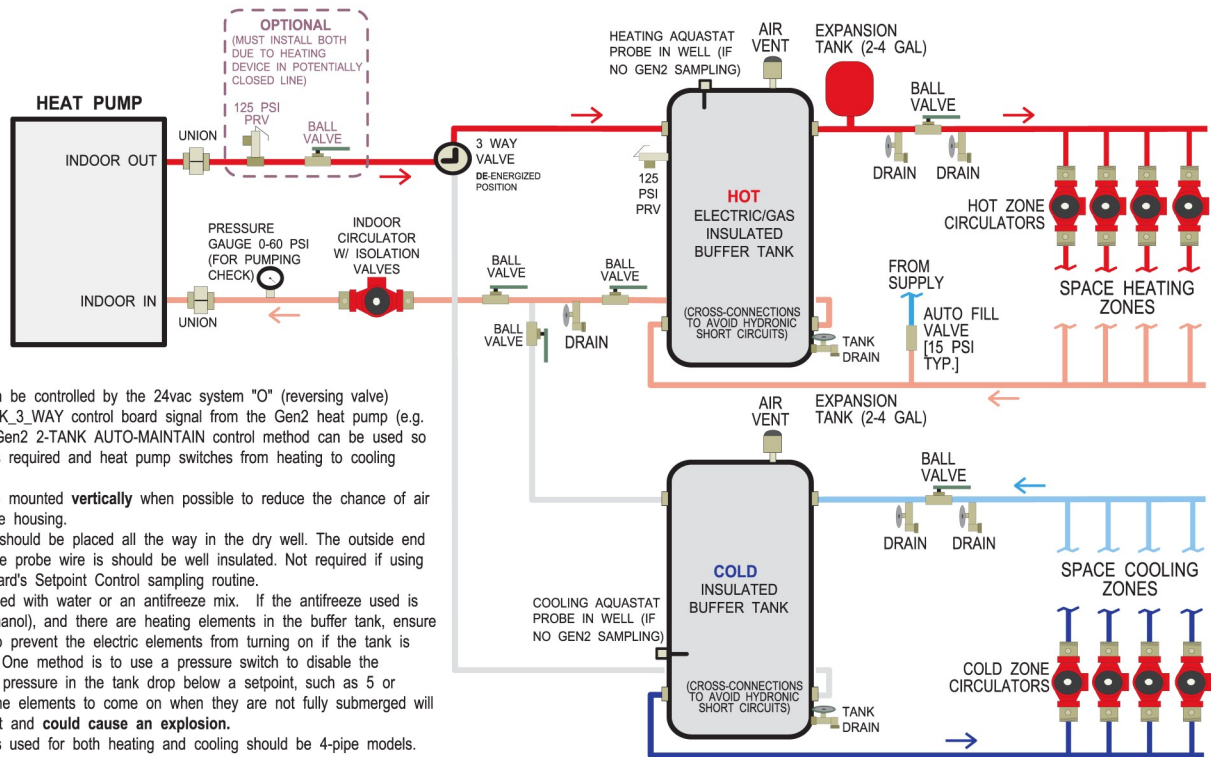 OPTIONAL
(MUST INSTALL BOTH
DUE TO HEATING
DEVICE IN POTENTIALLY
CLOSED LINE)
125 PSI
PRV
BALL
VALVE
HEAT PUMP
INDOOR OUT
UNION
3 WAY
VALVE
DE-ENERGIZED
POSITION
INDOOR IN
UNION
PRESSURE
GAUGE 0-60 PSI
(FOR PUMPING
CHECK)
INDOOR
CIRCULATOR
W/ ISOLATION
VALVES
BALL
VALVE
BALL
VALVE
BALL
VALVE
DRAIN
HEATING AQUASTAT
PROBE IN WELL (IF
NO GEN2 SAMPLING)
AIR
VENT
EXPANSION
TANK (2-4 GAL)
BALL
VALVE
DRAIN
DRAIN
125
PSI
PRV
HOT
ELECTRIC/GAS
INSULATED
BUFFER TANK
(CROSS-CONNECTIONS
TO AVOID HYDRONIC
SHORT CIRCUITS)
TANK
DRAIN
HOT ZONE
CIRCULATORS
FROM
SUPPLY
SPACE HEATING
ZONES
AUTO FILL
VALVE
[15 PSI
TYP.]
n be controlled by the 24vac system "O" (reversing valve)
K_3_WAY control board signal from the Gen2 heat pump (e.g.
Gen2 2-TANK AUTO-MAINTAIN control method can be used so
s required and heat pump switches from heating to cooling
mounted vertically when possible to reduce the chance of air
e housing.
should be placed all the way in the dry well. The outside end
e probe wire is should be well insulated. Not required if using
ard's Setpoint Control sampling routine.
ed with water or an antifreeze mix. If the antifreeze used is
hanol), and there are heating elements in the buffer tank, ensure
o prevent the electric elements from turning on if the tank is
One method is to use a pressure switch to disable the
pressure in the tank drop below a setpoint, such as 5 or
he elements to come on when they are not fully submerged will
t and could cause an explosion.
s used for both heating and cooling should be 4-pipe models.
AIR
VENT
EXPANSION
TANK (2-4 GAL)
BALL
VALVE
DRAIN
DRAIN
COLD
INSULATED
BUFFER TANK
COOLING AQUASTAT
PROBE IN WELL (IF
NO GEN2 SAMPLING)
(CROSS-CONNECTIONS
TO AVOID HYDRONIC
SHORT CIRCUITS)
TANK
DRAIN
SPACE COOLING
ZONES
COLD ZONE
CIRCULATORS